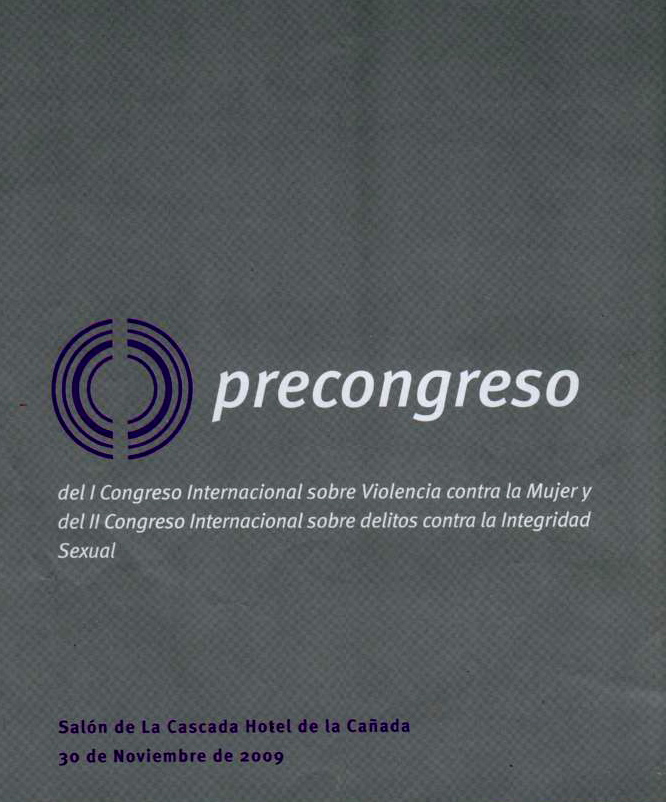 precongreso
del I Congreso Internacional sobre Violencia contra la Mujer y
del II Congreso Internacional sobre delitos contra la Integridad
Sexual
Salón de La Cascada Hotel de la Cañada
30 de Noviembre de 2009